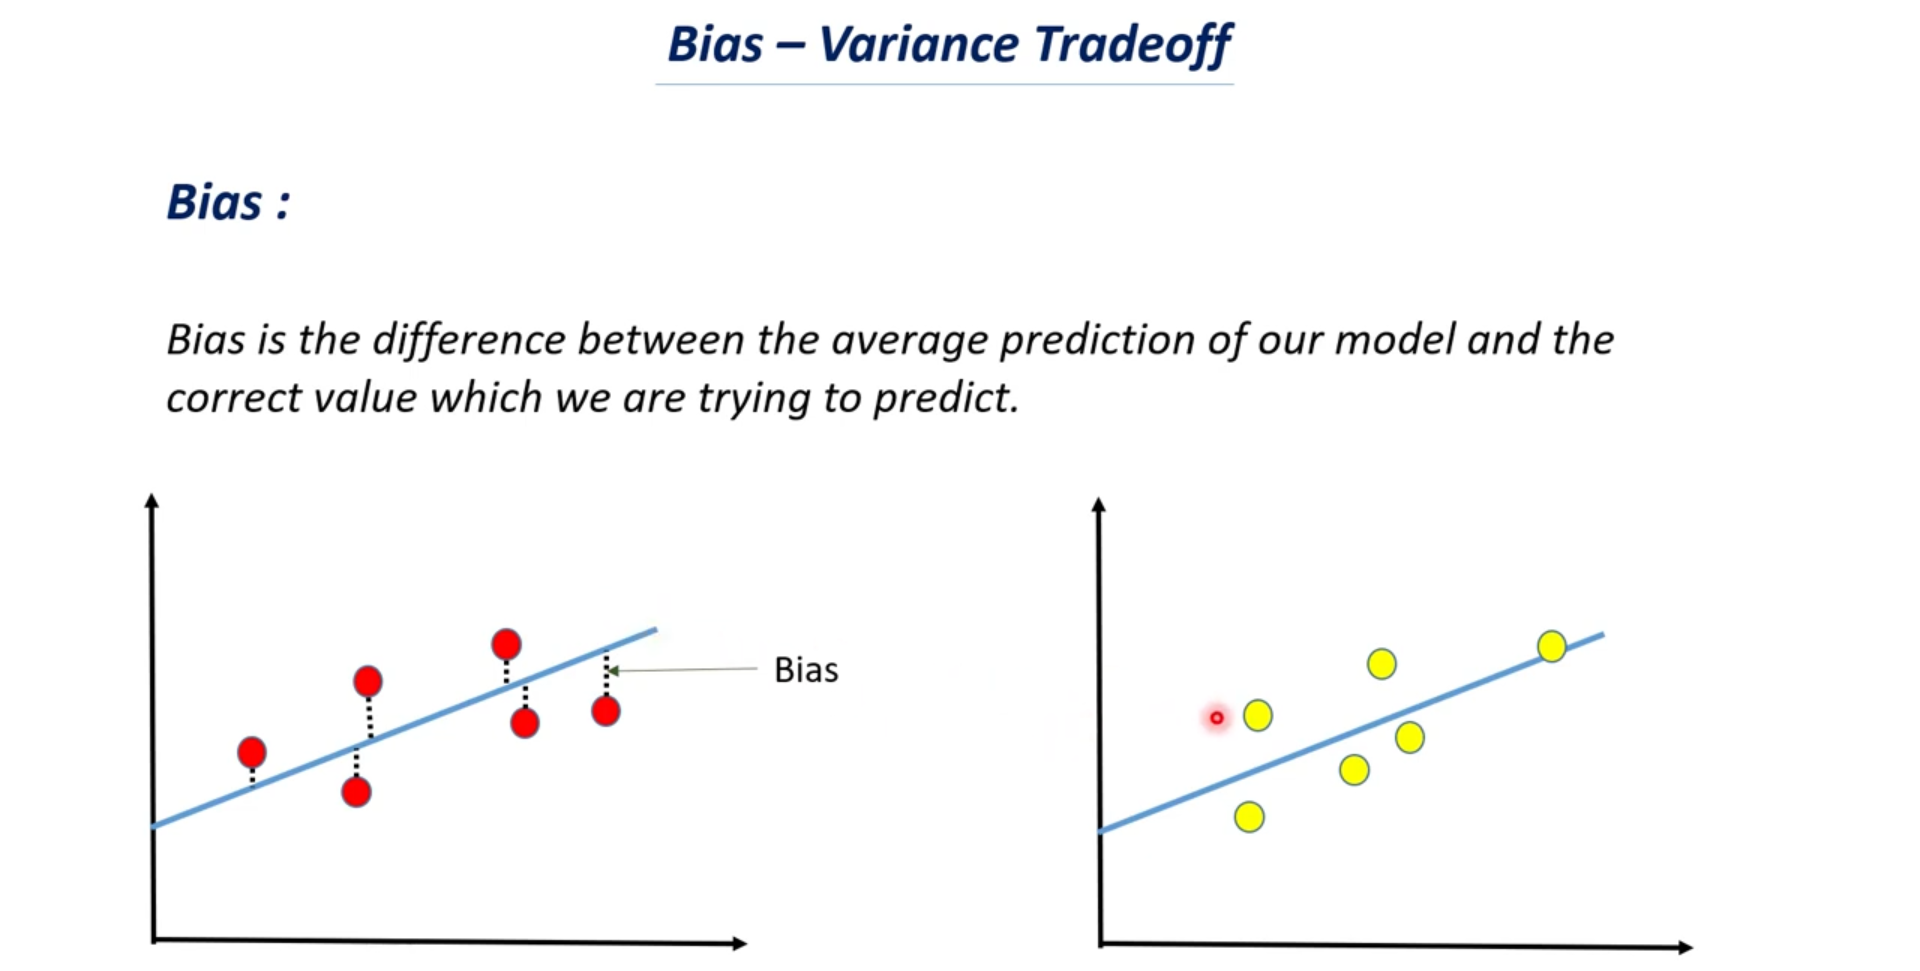 Bias – Variance Tradeoff
Bias :
Bias is the difference between the average prediction of our model and the
correct value which we are trying to predict.
Bias